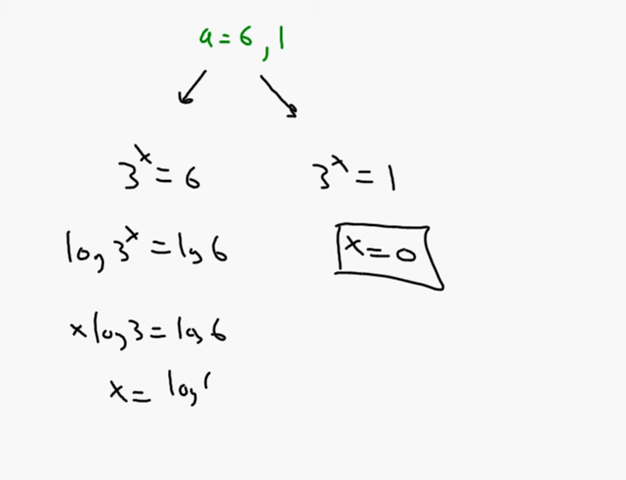 a = 6, 1
3^x = 6
3^x = 1
log 3^x = log 6
x = 0
x log 3 = log 6
x = log